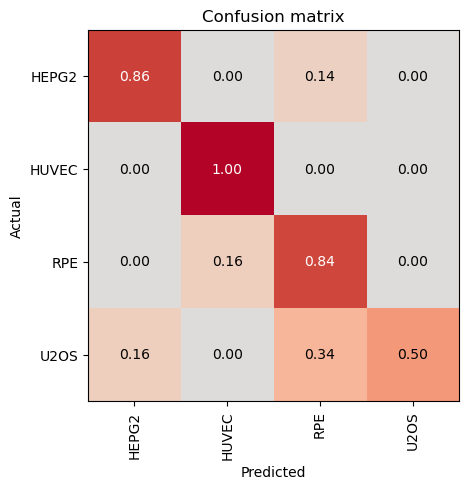 Confusion matrix
Actual
HEPG2 0.86 0.00 0.14 0.00
HUVEC 0.00 1.00 0.00 0.00
RPE 0.00 0.16 0.84 0.00
U2OS 0.16 0.00 0.34 0.50
HEPG2 HUVEC RPE U2OS
Predicted